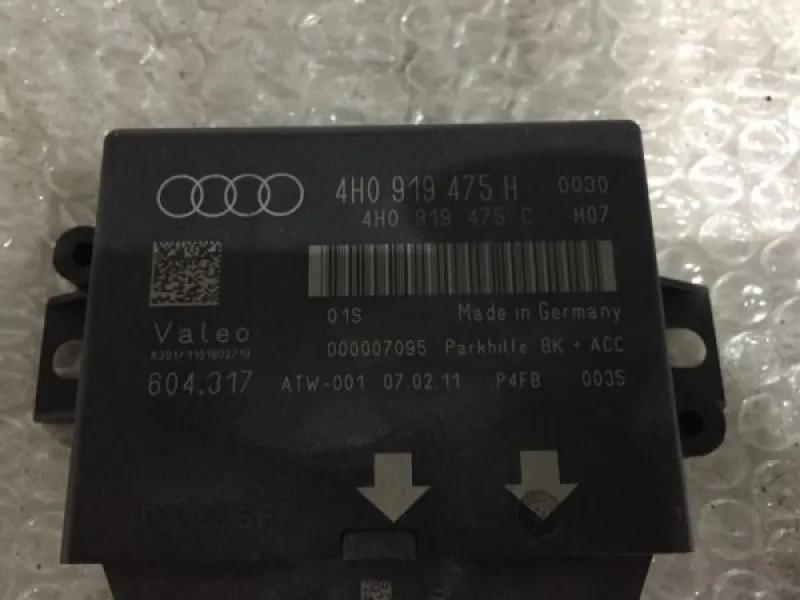 4H0 919 475 H 0030
4H0 919 475 C H07
01S Made in Germany
Valeo
000007095 Parkhilfe 8K + ACC
604.317 ATW-001 07.02.11 P4FB 0035